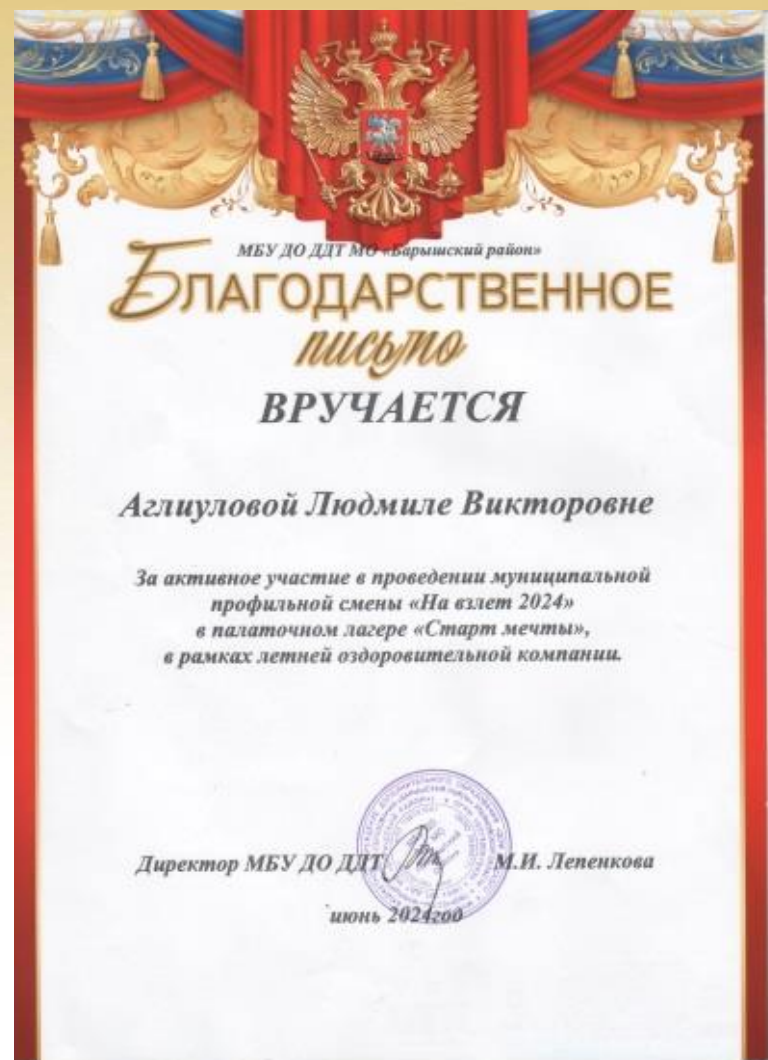 МБУ ДО ДДТ МО «Барышский район»
БЛАГОДАРСТВЕННОЕ
письмо
ВРУЧАЕТСЯ
Аглиуловой Людмиле Викторовне
За активное участие в проведении муниципальной
профильной смены «На взлет 2024»
в палаточном лагере «Старт мечты»,
в рамках летней оздоровительной компании.
Директор МБУ ДО ДДТ М.И. Лепенкова
июнь 2024год